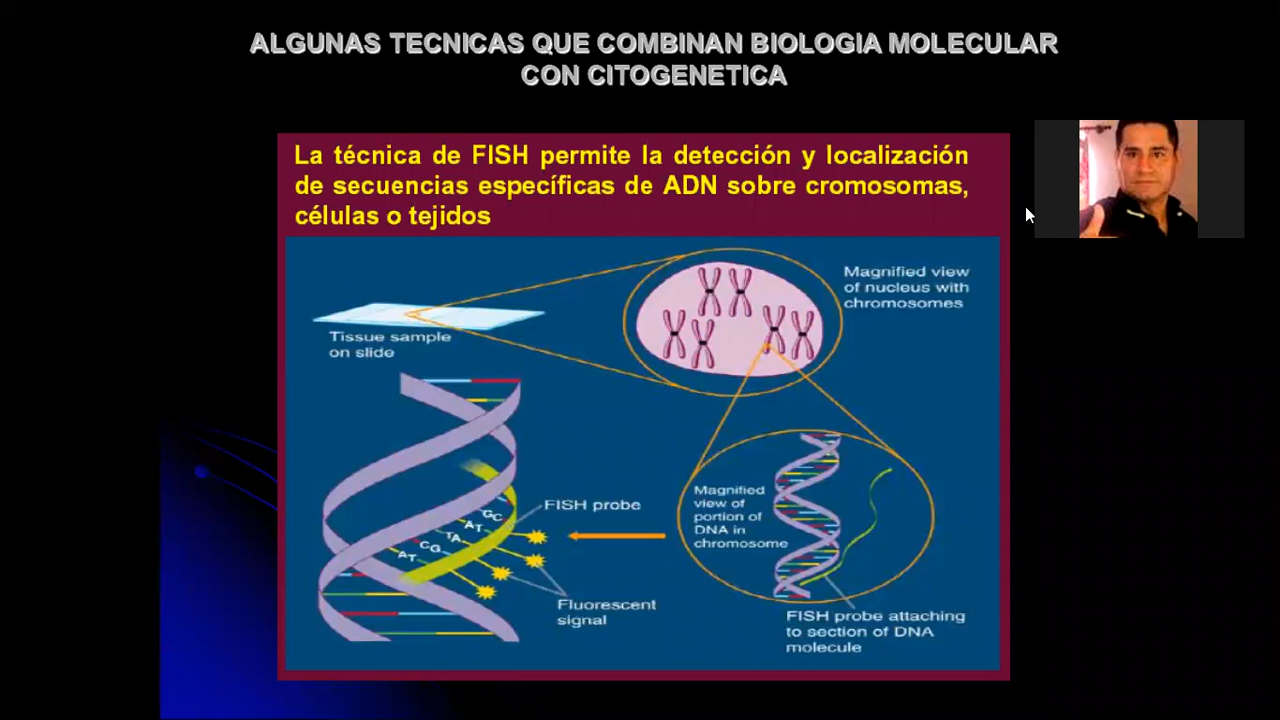 ALGUNAS TECNICAS QUE COMBINAN BIOLOGIA MOLECULAR
CON CITOGENETICA
La técnica de FISH permite la detección y localización
de secuencias específicas de ADN sobre cromosomas,
células o tejidos
Magnified view
of nucleus with
chromosomes
Tissue sample
on slide
Magnified
view of
portion of
DNA in
chromosome
FISH probe
GC
AT
TA
CG
AT
Fluorescent
signal
FISH probe attaching
to section of DNA
molecule